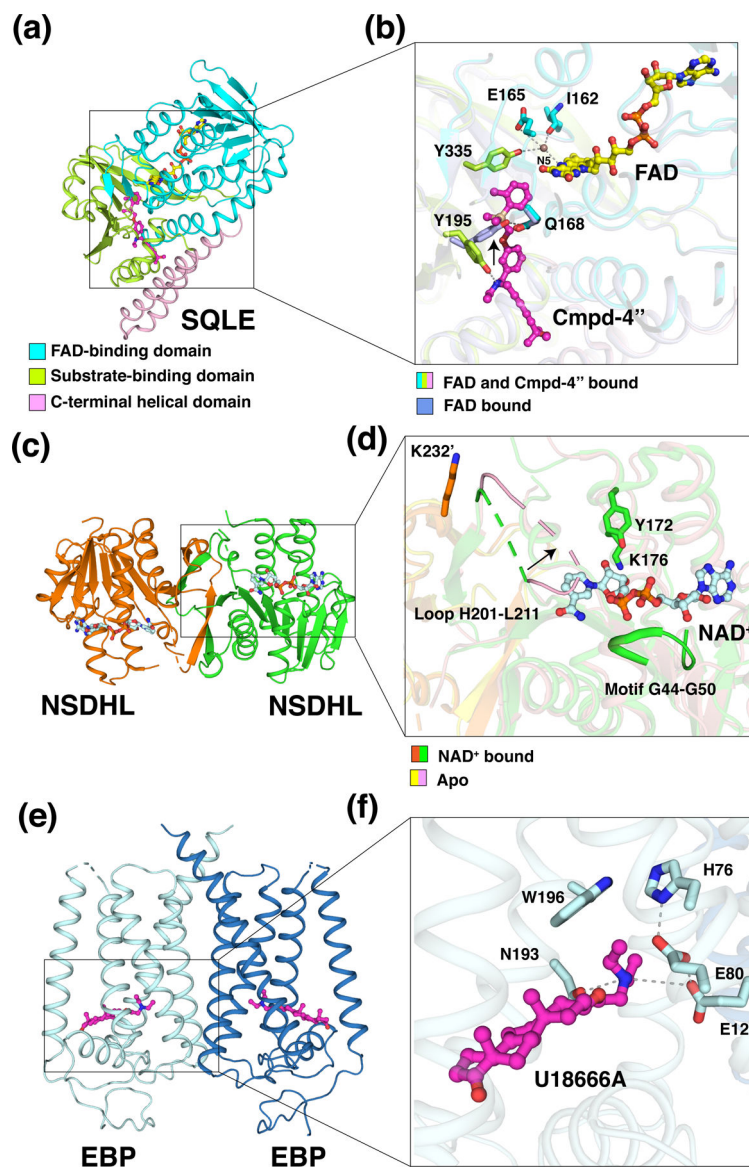 (a)
SQLE
FAD-binding domain
Substrate-binding domain
C-terminal helical domain
(b)
E165
I162
Y335
N5
FAD
Y195
Q168
Cmpd-4’’
FAD and Cmpd-4’’ bound
FAD bound
(c)
NSDHL
NSDHL
(d)
K232’
Y172
K176
Loop H201-L211
NAD⁺
Motif G44-G50
NAD⁺ bound
Apo
(e)
EBP
EBP
(f)
H76
W196
N193
E80
E12
U18666A